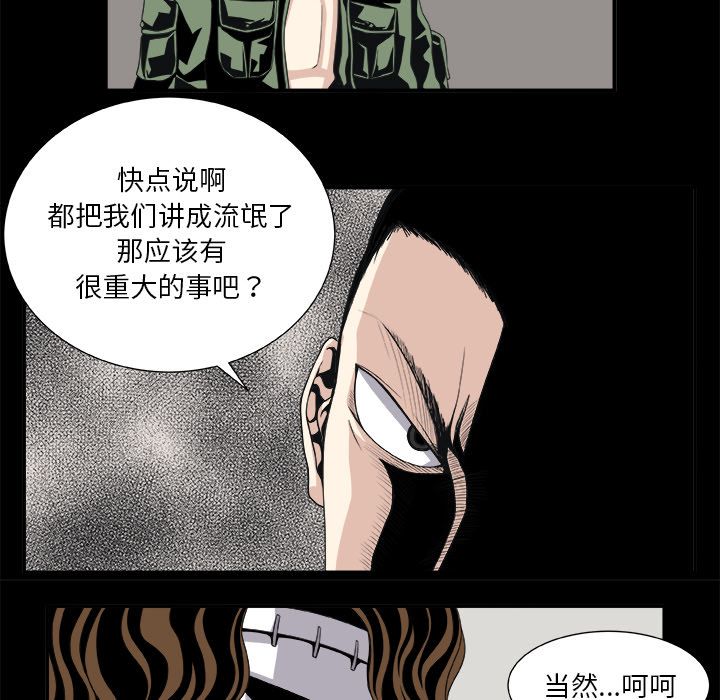 快点说啊
都把我们讲成流氓了
那应该有
很重大的事吧？
当然...呵呵